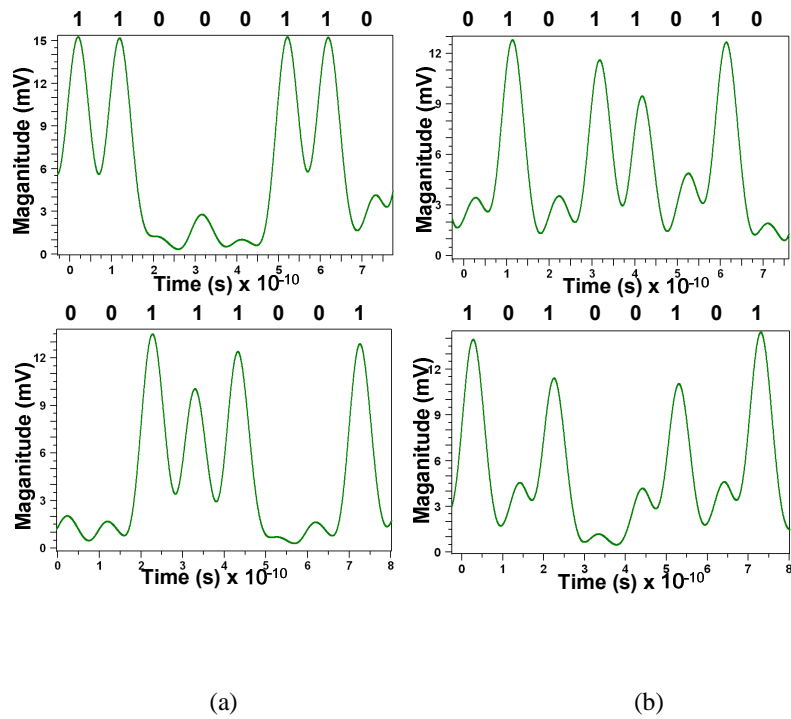 1 1 0 0 0 1 1 0
Maganitude (mV)
15
12
9
6
3
0
0 1 2 3 4 5 6 7
Time (s) x 10-10
0 1 0 1 1 0 1 0
Maganitude (mV)
12
9
6
3
0
0 1 2 3 4 5 6 7
Time (s) x 10-10
0 0 1 1 1 0 0 1
Maganitude (mV)
12
9
6
3
0
0 1 2 3 4 5 6 7 8
Time (s) x 10-10
1 0 1 0 0 1 0 1
Maganitude (mV)
12
9
6
3
0
0 1 2 3 4 5 6 7 8
Time (s) x 10-10
(a) (b)